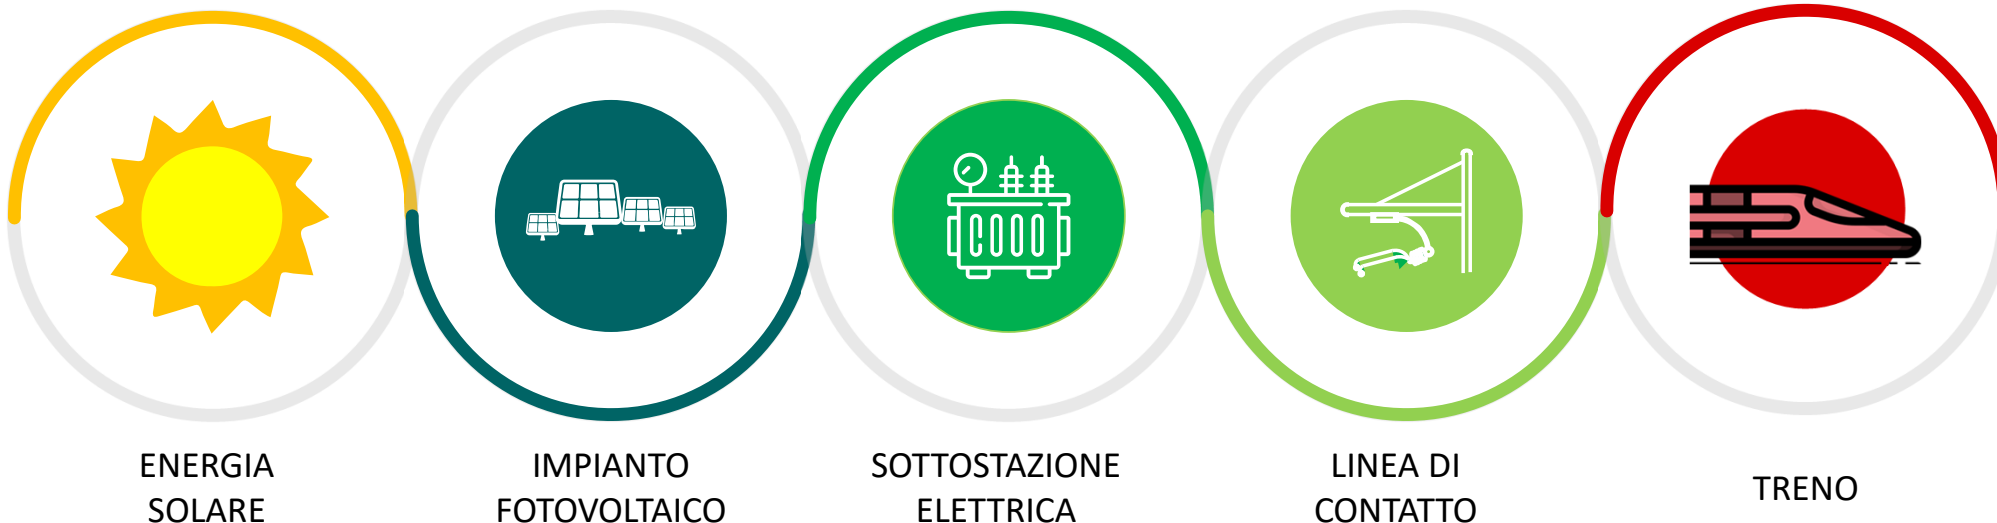 ENERGIA
SOLARE
IMPIANTO
FOTOVOLTAICO
SOTTOSTAZIONE
ELETTRICA
LINEA DI
CONTATTO
TRENO